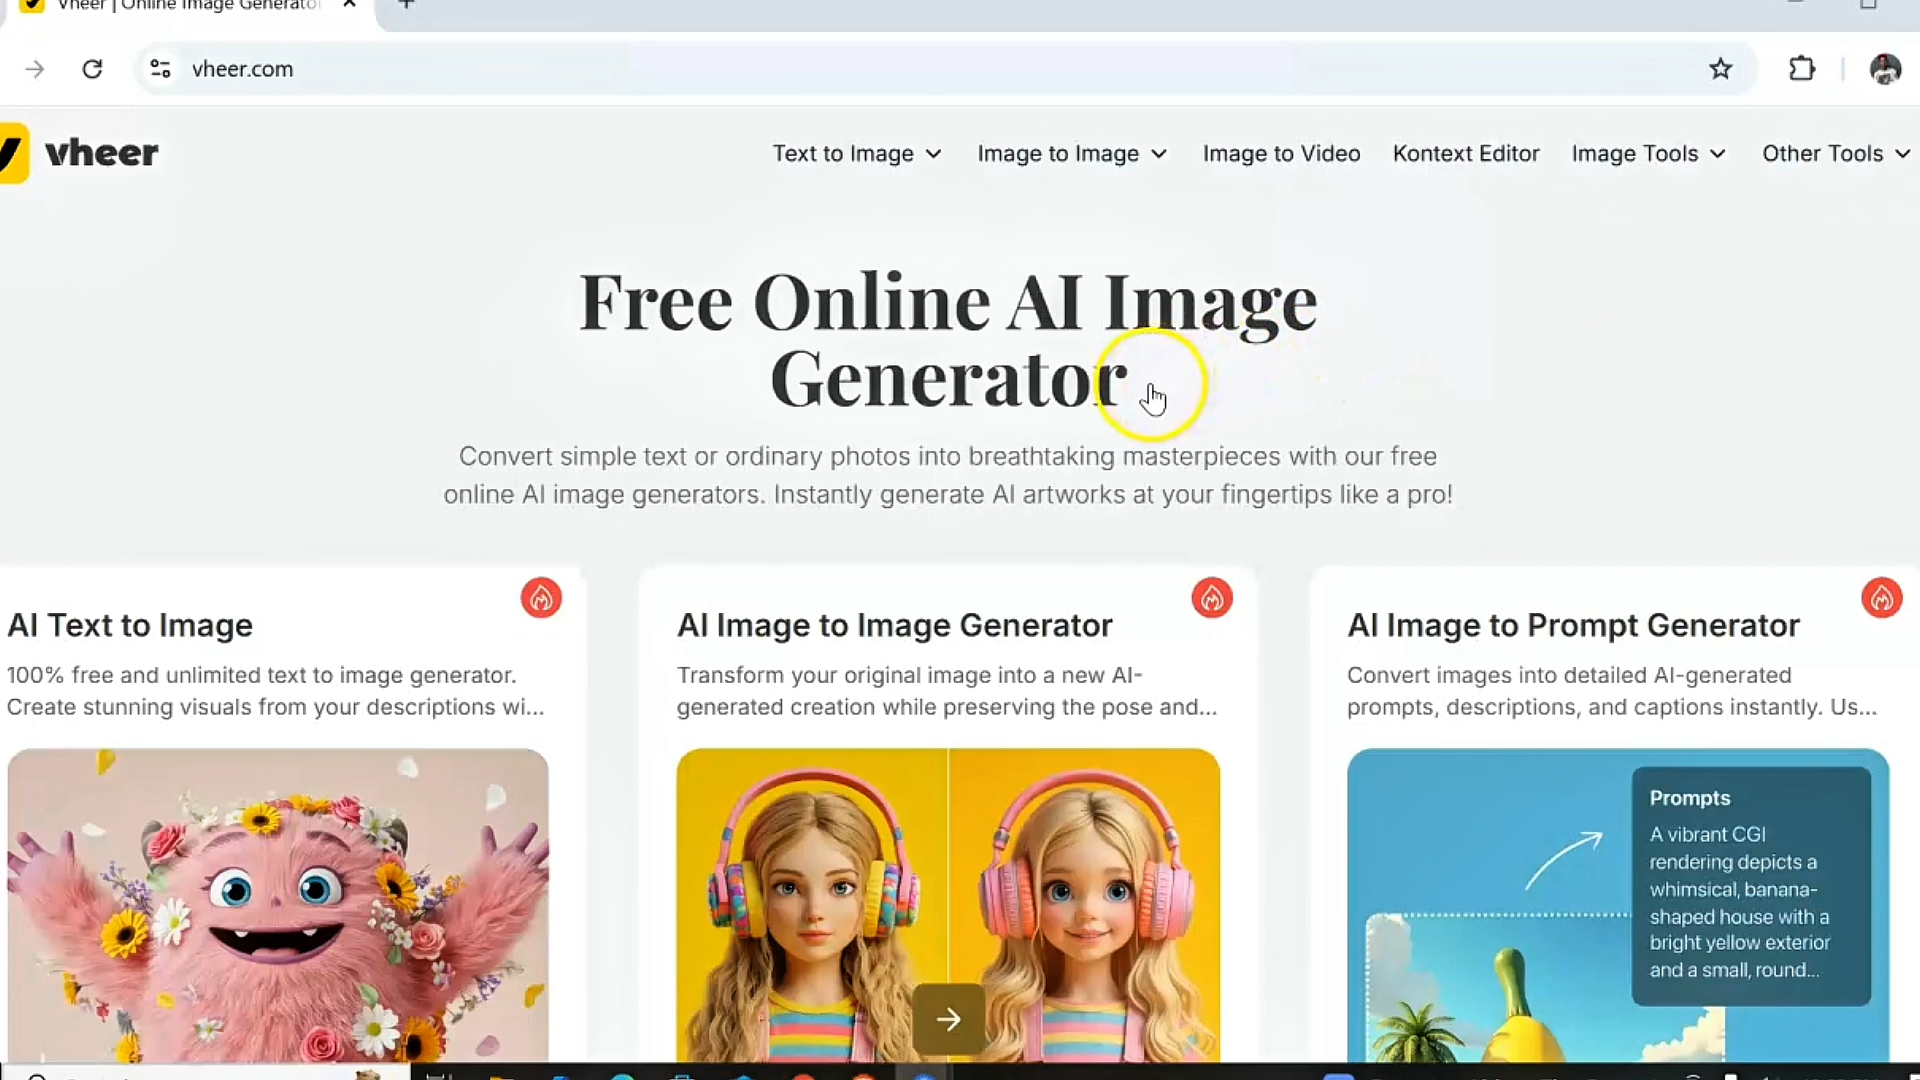 Vheer | Online Image Generato
vheer.com
vheer
Text to Image
Image to Image
Image to Video
Kontext Editor
Image Tools
Other Tools
Free Online AI Image
Generator
Convert simple text or ordinary photos into breathtaking masterpieces with our free
online AI image generators. Instantly generate AI artworks at your fingertips like a pro!
AI Text to Image
100% free and unlimited text to image generator.
Create stunning visuals from your descriptions wi...
AI Image to Image Generator
Transform your original image into a new AI-
generated creation while preserving the pose and...
AI Image to Prompt Generator
Convert images into detailed AI-generated
prompts, descriptions, and captions instantly. Us...
Prompts
A vibrant CGI
rendering depicts a
whimsical, banana-
shaped house with a
bright yellow exterior
and a small, round...